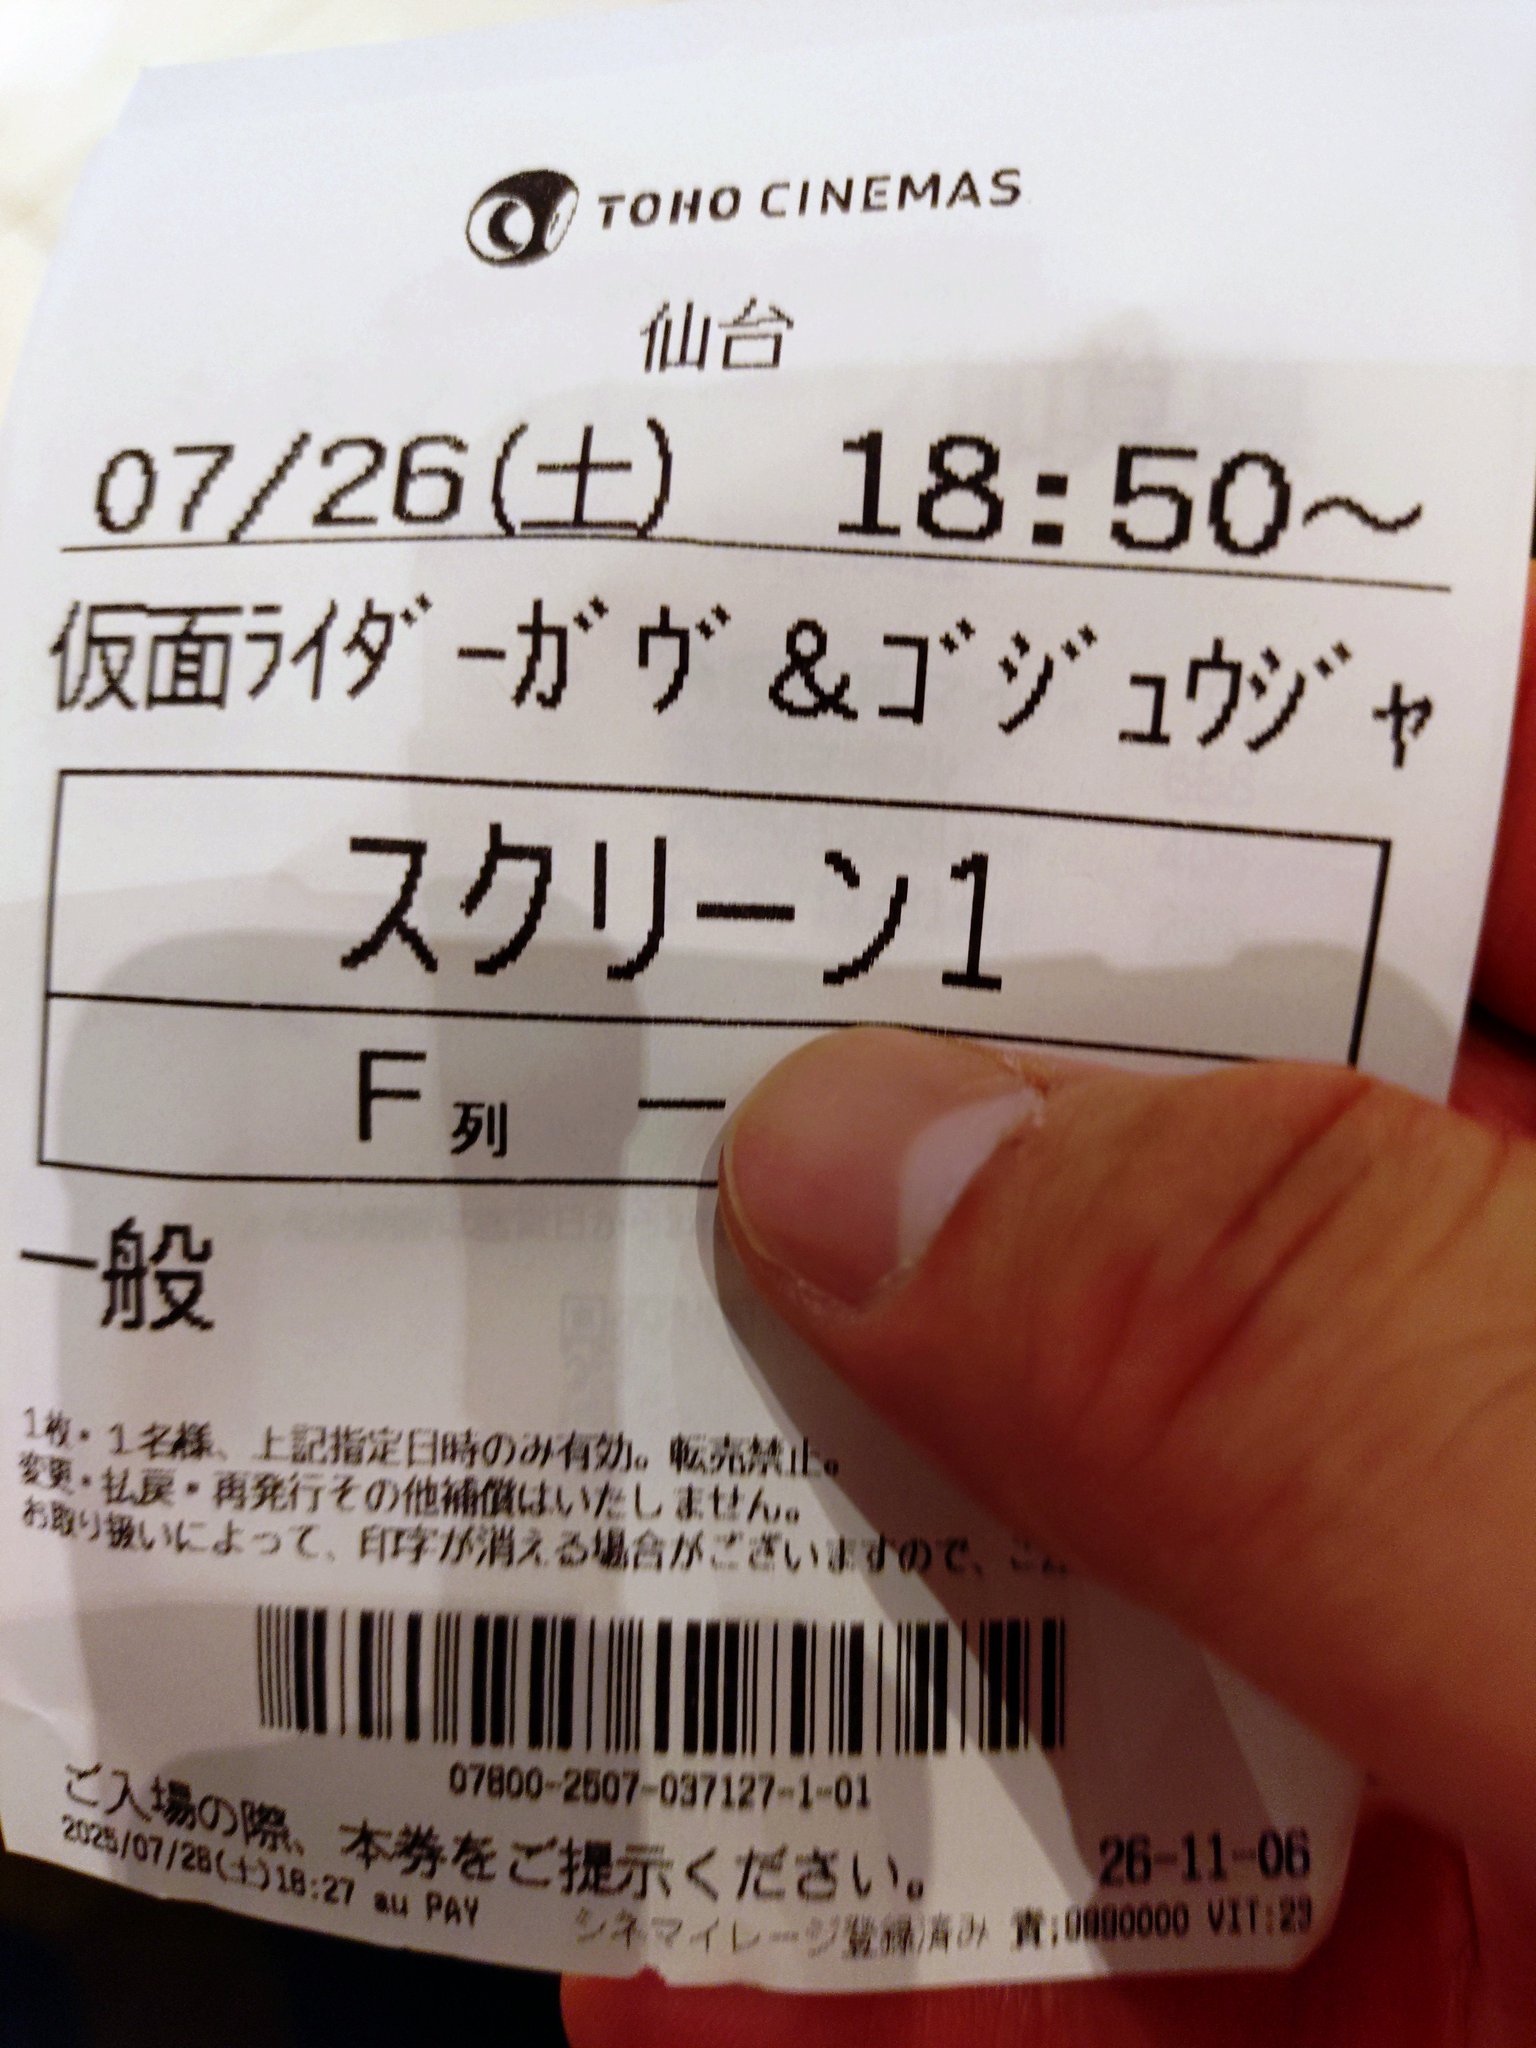 TOHO CINEMAS
仙台
07/26(土) 18:50～
仮面ﾗｲﾀﾞｰｶﾞｳﾞ&ｺﾞｼﾞｭｳｼﾞｬ
スクリーン1
F列 －
一般
1枚・1名様、上記指定日時のみ有効。転売禁止。
変更・払戻・再発行その他補償はいたしません。
お取り扱いによって、印字が消える場合がございますので、
07800-2507-037127-1-01
ご入場の際、本券をご提示ください。
26-11-06
2025/07/26(土)18:27 au PAY
シネマイレージ登録済み 責:0000000 VIT:23